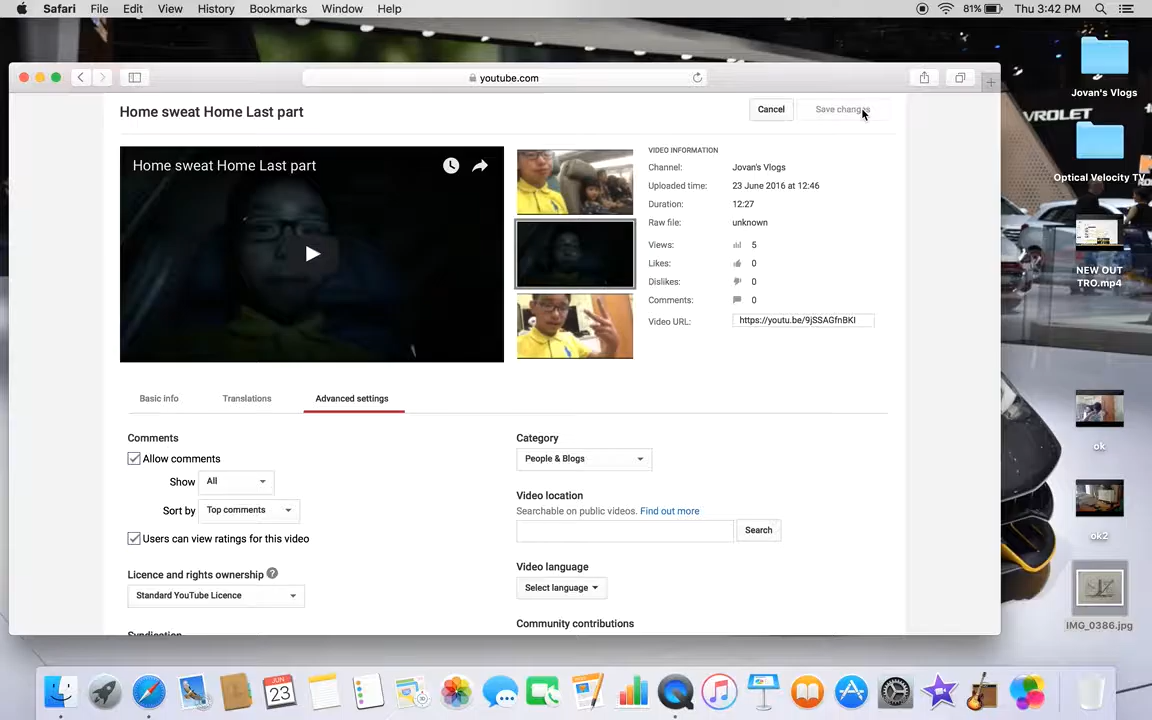 Safari File Edit View History Bookmarks Window Help 81% Thu 3:42 PM
youtube.com
Jovan's Vlogs
VROLET
Optical Velocity TV
NEW OUT
TRO.mp4
ok
ok2
IMG_0386.jpg
Home sweat Home Last part
Cancel
Save changes
Home sweat Home Last part
VIDEO INFORMATION
Channel: Jovan's Vlogs
Uploaded time: 23 June 2016 at 12:46
Duration: 12:27
Raw file: unknown
Views: 5
Likes: 0
Dislikes: 0
Comments: 0
Video URL: https://youtu.be/9jSSAGfnBKI
Basic info Translations Advanced settings
Comments
Allow comments
Show All
Sort by Top comments
Users can view ratings for this video
Licence and rights ownership ?
Standard YouTube Licence
Syndication
Category
People & Blogs
Video location
Searchable on public videos. Find out more
Search
Video language
Select language
Community contributions
JUN
23